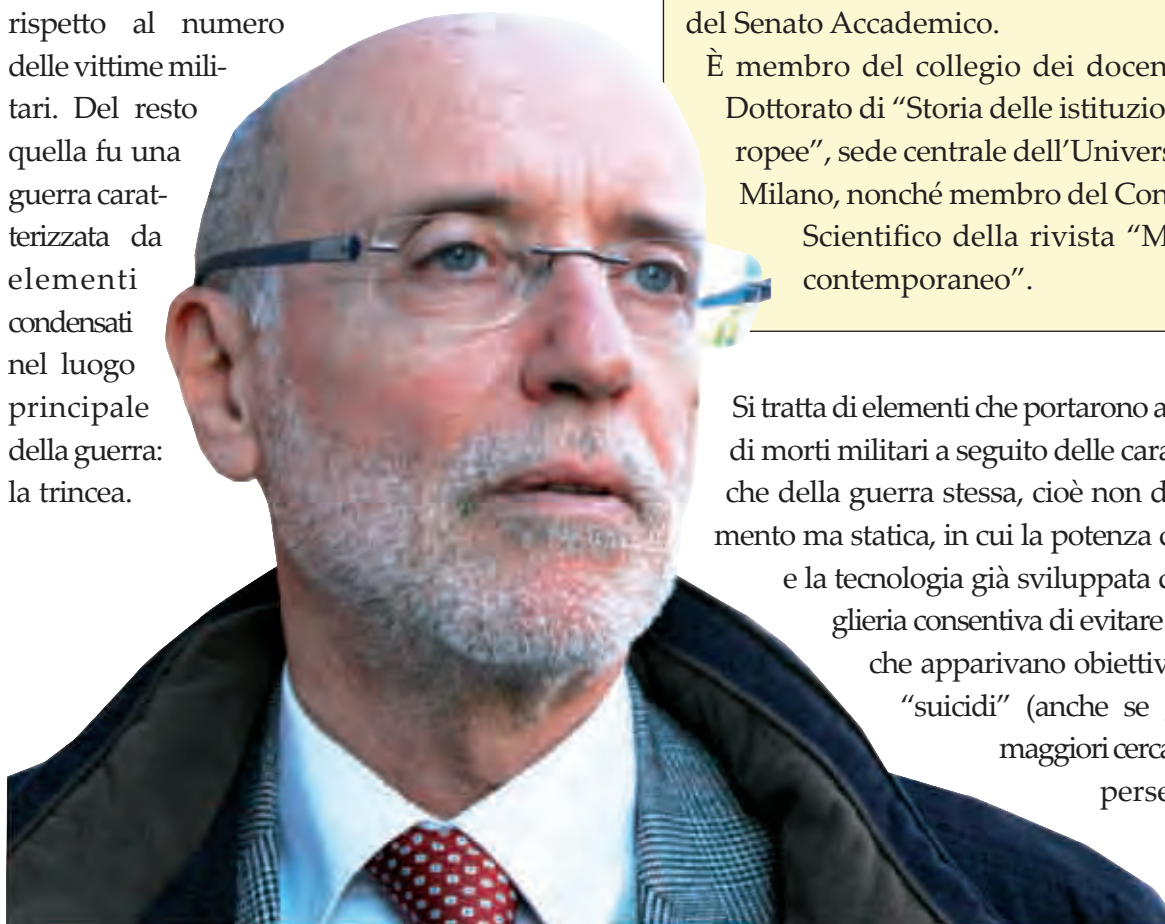 rispetto al numero
delle vittime mili-
tari. Del resto
quella fu una
guerra carat-
terizzata da
elementi
condensati
nel luogo
principale
della guerra:
la trincea.
del Senato Accademico.
È membro del collegio dei docen
Dottorato di “Storia delle istituzio
ropee”, sede centrale dell’Univers
Milano, nonché membro del Con
Scientifico della rivista “M
contemporaneo”.
Si tratta di elementi che portarono a
di morti militari a seguito delle cara
che della guerra stessa, cioè non d
mento ma statica, in cui la potenza
e la tecnologia già sviluppata
glieria consentiva di evitare
che apparivano obiettiv
“suicidi” (anche se
maggiori cerca
perse